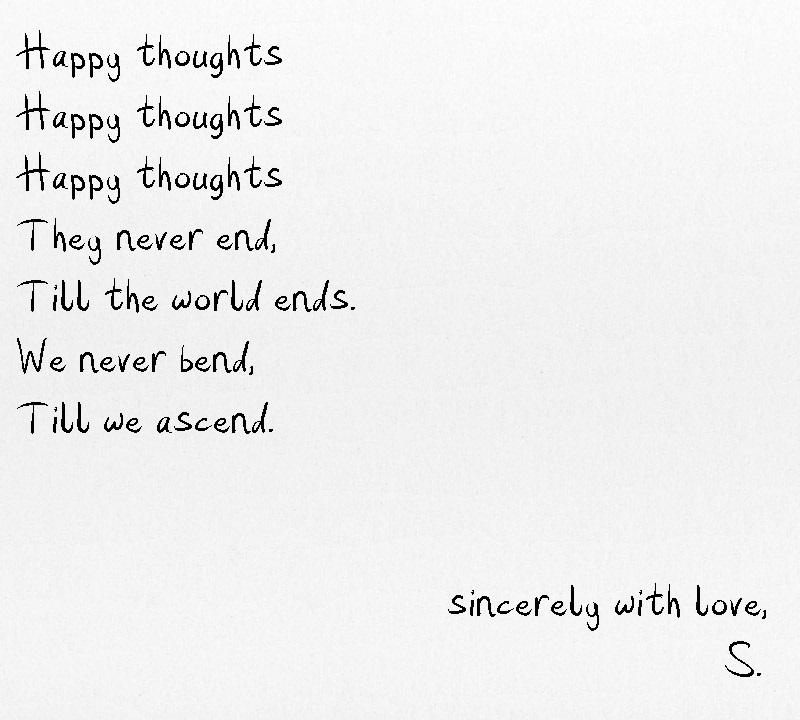 Happy thoughts
Happy thoughts
Happy thoughts
They never end,
Till the world ends.
We never bend,
Till we ascend.
sincerely with love,
S.